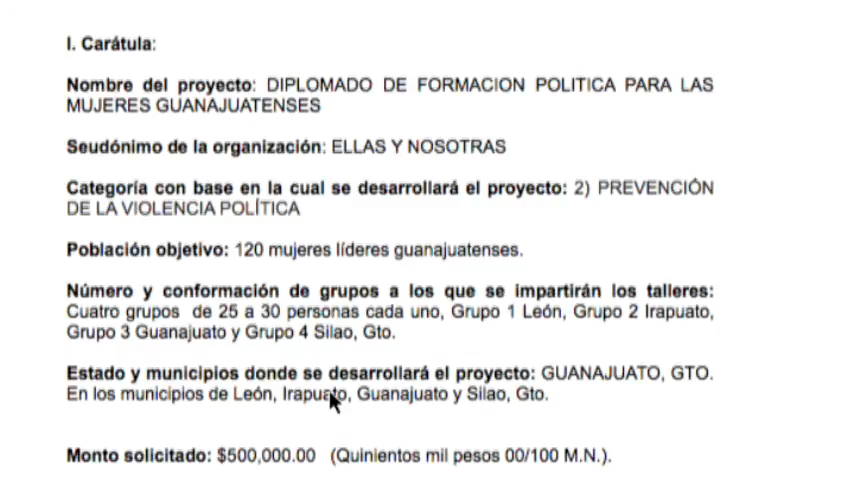 I. Carátula:
Nombre del proyecto: DIPLOMADO DE FORMACION POLITICA PARA LAS
MUJERES GUANAJUATENSES
Seudónimo de la organización: ELLAS Y NOSOTRAS
Categoría con base en la cual se desarrollará el proyecto: 2) PREVENCIÓN
DE LA VIOLENCIA POLÍTICA
Población objetivo: 120 mujeres líderes guanajuatenses.
Número y conformación de grupos a los que se impartirán los talleres:
Cuatro grupos de 25 a 30 personas cada uno, Grupo 1 León, Grupo 2 Irapuato,
Grupo 3 Guanajuato y Grupo 4 Silao, Gto.
Estado y municipios donde se desarrollará el proyecto: GUANAJUATO, GTO.
En los municipios de León, Irapuato, Guanajuato y Silao, Gto.
Monto solicitado: $500,000.00 (Quinientos mil pesos 00/100 M.N.).